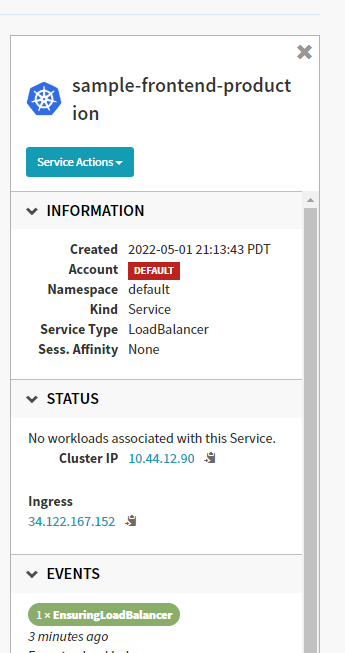 sample-frontend-product
ion
Service Actions
INFORMATION
Created 2022-05-01 21:13:43 PDT
Account DEFAULT
Namespace default
Kind Service
Service Type LoadBalancer
Sess. Affinity None
STATUS
No workloads associated with this Service.
Cluster IP 10.44.12.90
Ingress
34.122.167.152
EVENTS
1 × EnsuringLoadBalancer
3 minutes ago